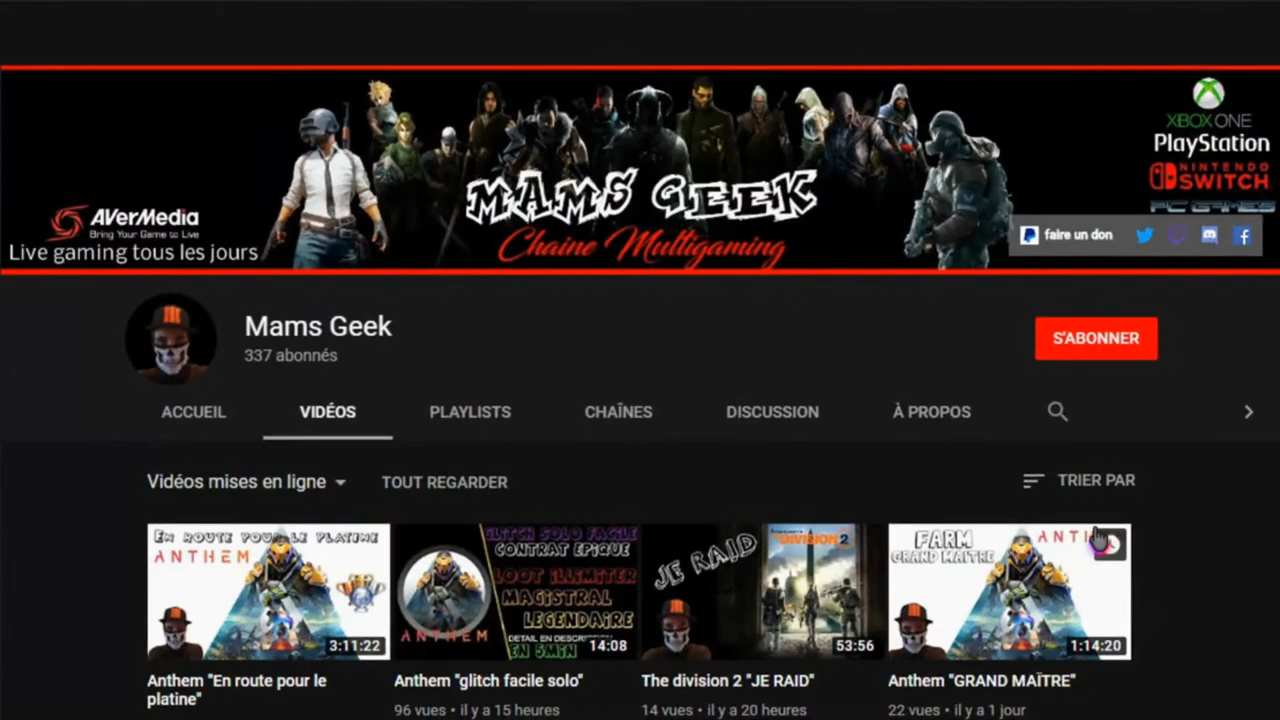 XBOX ONE
PlayStation
NINTENDO
SWITCH
PC GAMES
MAMS GEEK
Chaine Multigaming
AVerMedia
Bring Your Game to Live
Live gaming tous les jours
faire un don
Mams Geek
337 abonnés
S'ABONNER
ACCUEIL
VIDÉOS
PLAYLISTS
CHAÎNES
DISCUSSION
À PROPOS
Vidéos mises en ligne
TOUT REGARDER
TRIER PAR
EN ROUTE POUR LE PLATINE
ANTHEM
3:11:22
GLITCH SOLO FACILE
CONTRAT EPIQUE
LOOT ILLIMITER
MAGISTRAL
LEGENDAIRE
ANTHEM
DETAIL EN
EN 5MIN
14:08
JE RAID
DIVISION 2
53:56
FARM
GRAND MAÎTRE
ANT
1:14:20
Anthem "En route pour le
platine"
Anthem "glitch facile solo"
96 vues • il y a 15 heures
The division 2 "JE RAID"
14 vues • il y a 20 heures
Anthem "GRAND MAÎTRE"
22 vues • il y a 1 jour